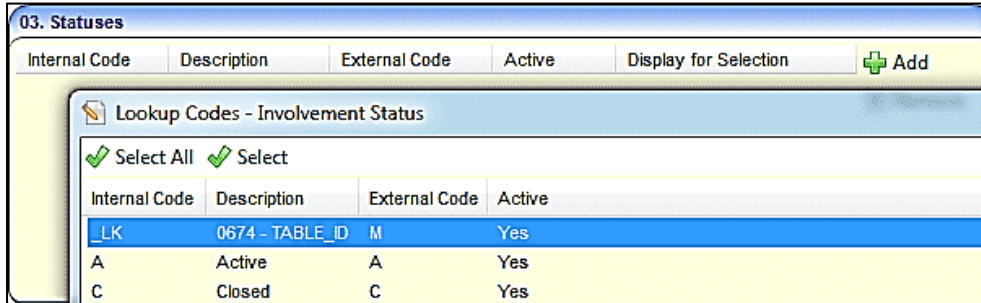 03. Statuses
Internal Code Description External Code Active Display for Selection Add
Lookup Codes - Involvement Status
Select All Select
Internal Code Description External Code Active
_LK 0674 - TABLE_ID M Yes
A Active A Yes
C Closed C Yes